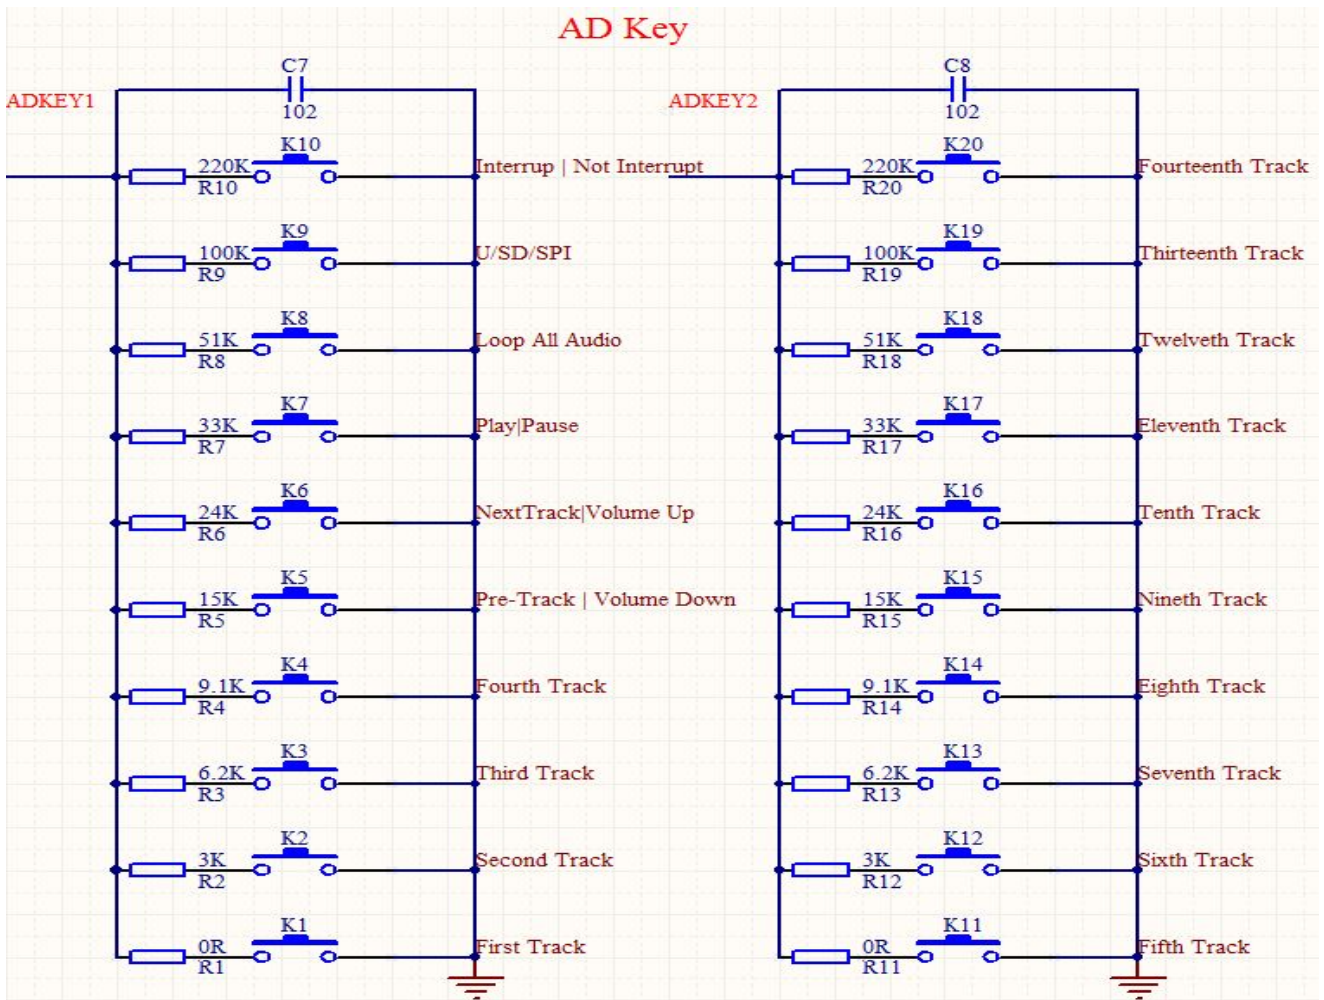 AD Key
C7
ADKEY1
102
K10
220K
R10
Interrup | Not Interrupt
K9
100K
R9
U/SD/SPI
K8
51K
R8
Loop All Audio
K7
33K
R7
Play|Pause
K6
24K
R6
NextTrack|Volume Up
K5
15K
R5
Pre-Track | Volume Down
K4
9.1K
R4
Fourth Track
K3
6.2K
R3
Third Track
K2
3K
R2
Second Track
K1
0R
R1
First Track
C8
ADKEY2
102
K20
220K
R20
Fourteenth Track
K19
100K
R19
Thirteenth Track
K18
51K
R18
Twelveth Track
K17
33K
R17
Eleventh Track
K16
24K
R16
Tenth Track
K15
15K
R15
Nineth Track
K14
9.1K
R14
Eighth Track
K13
6.2K
R13
Seventh Track
K12
3K
R12
Sixth Track
K11
0R
R11
Fifth Track